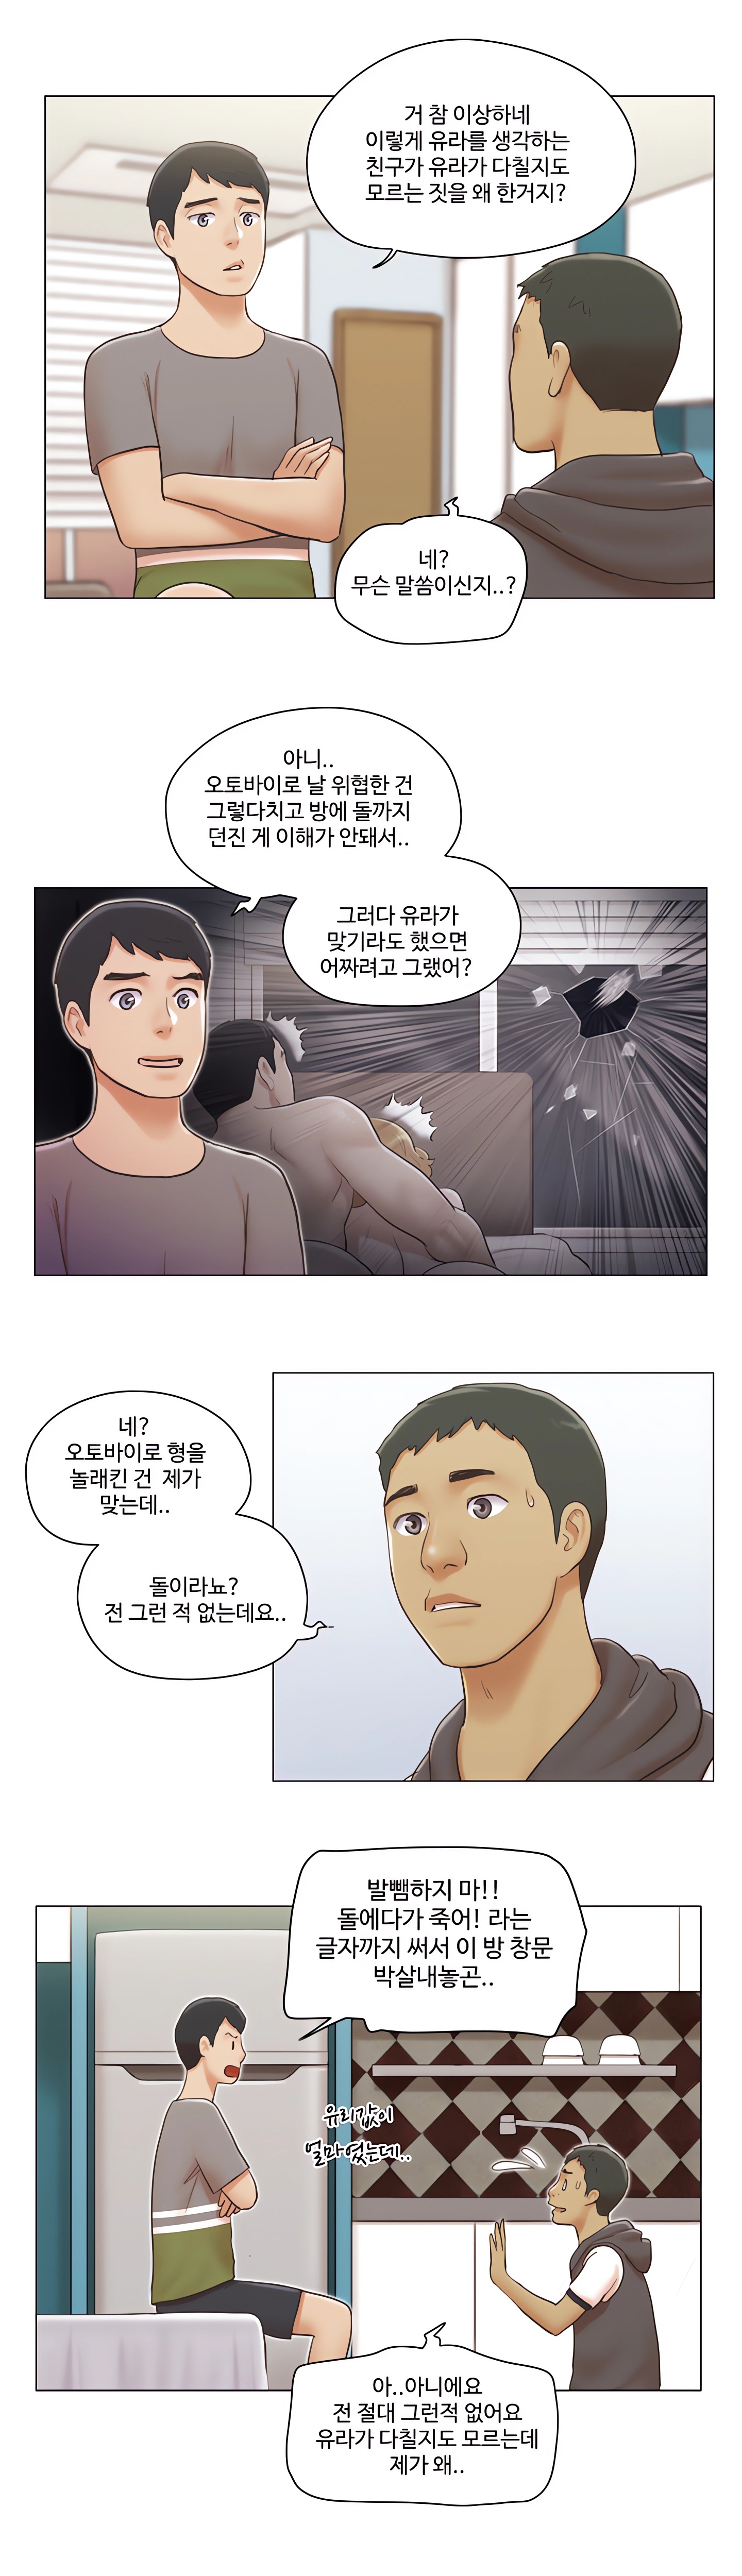 거 참 이상하네
이렇게 유라를 생각하는
친구가 유라가 다칠지도
모르는 짓을 왜 한거지?
네?
무슨 말씀이신지..?
아니..
오토바이로 날 위협한 건
그렇다치고 방에 돌까지
던진 게 이해가 안돼서..
그러다 유라가
맞기라도 했으면
어짜려고 그랬어?
네?
오토바이로 형을
놀래킨 건 제가
맞는데..
돌이라뇨?
전 그런 적 없는데요..
발뺌하지 마!!
돌에다가 죽어! 라는
글자까지 써서 이 방 창문
박살내놓곤..
유리값이
얼마였는데..
아..아니에요
전 절대 그런적 없어요
유라가 다칠지도 모르는데
제가 왜..